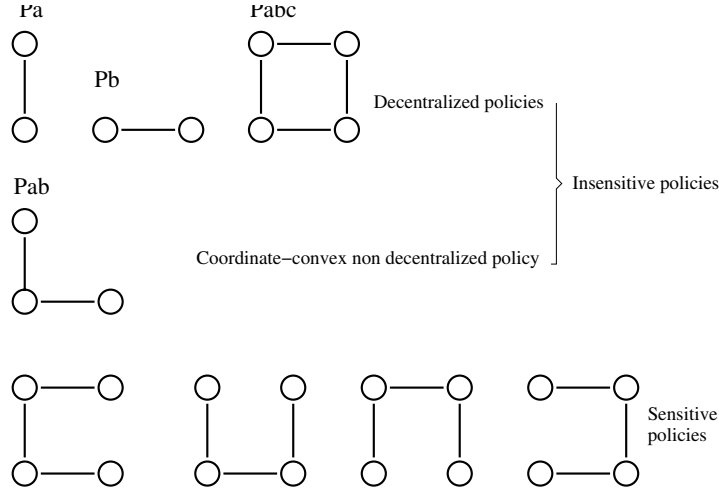 Pa
Pabc
Pb
Decentralized policies
Insensitive policies
Pab
Coordinate−convex non decentralized policy
Sensitive
policies